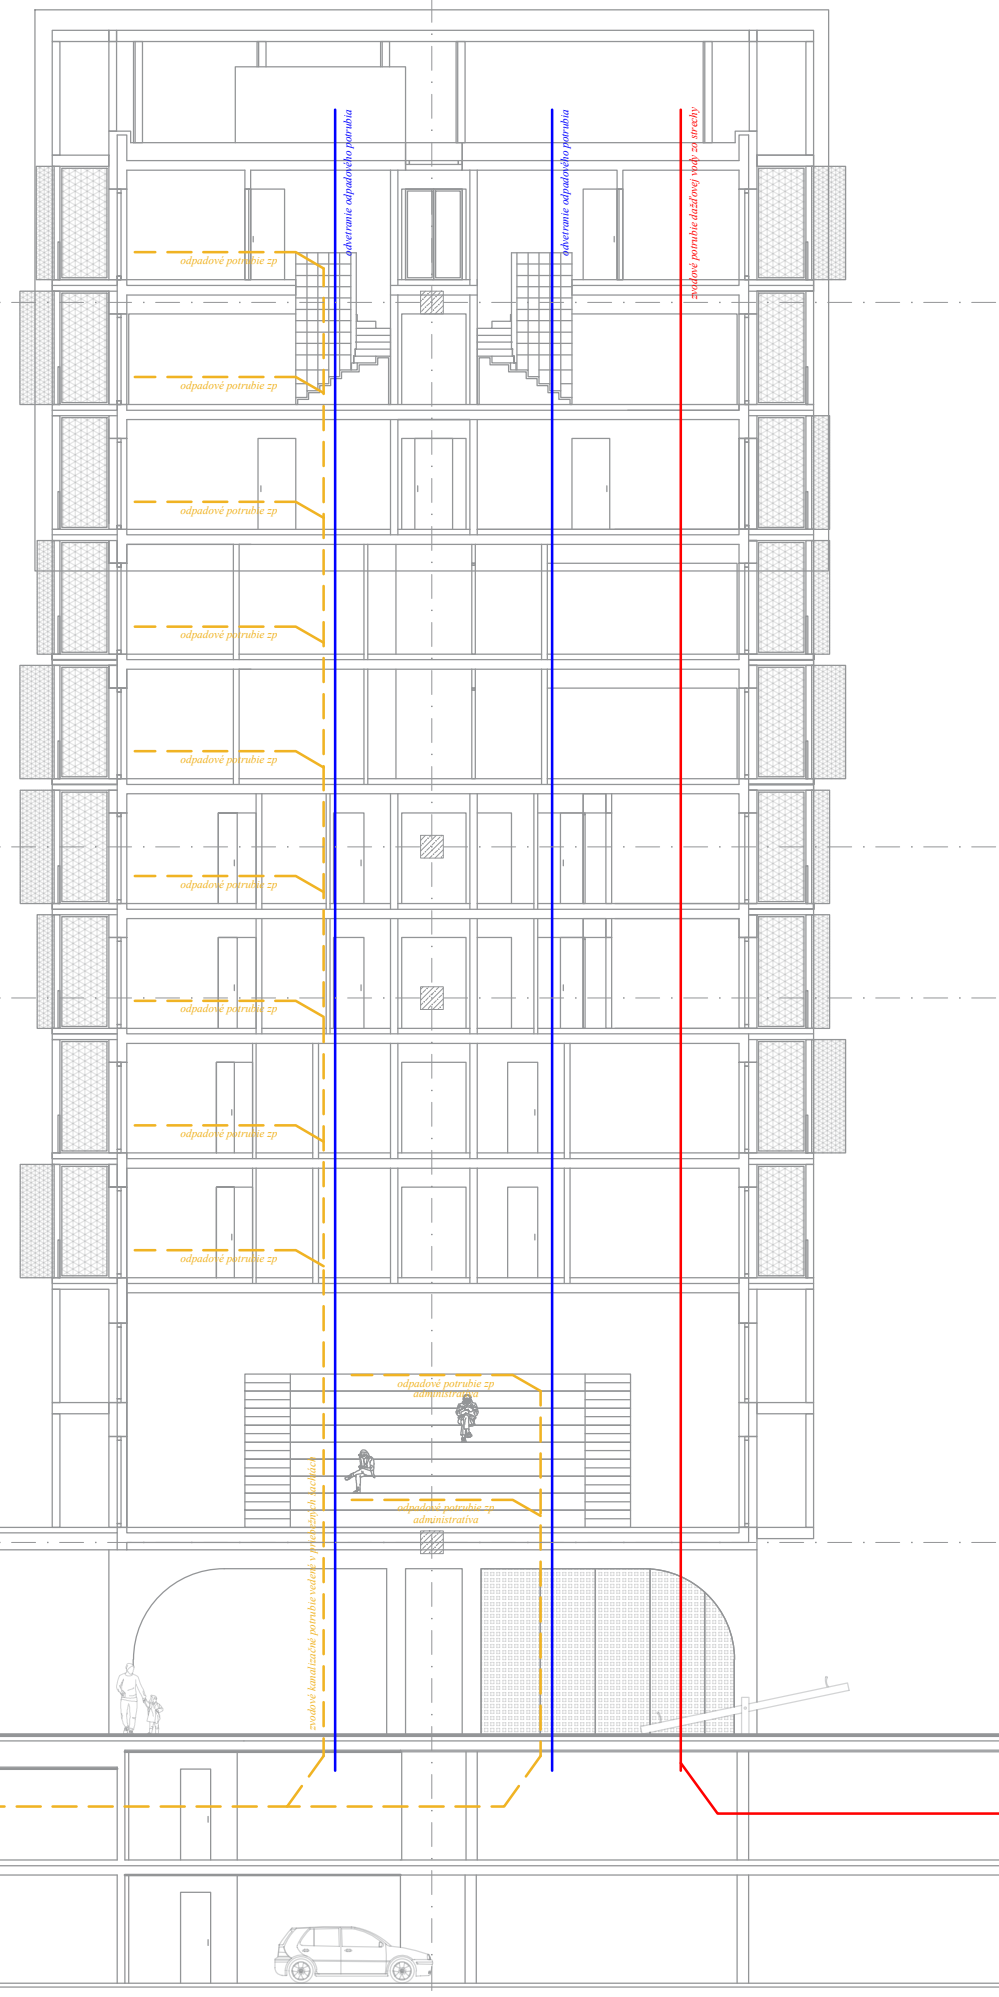 odvetranie odpadového potrubia
odvetranie odpadového potrubia
zvodové potrubie dažďovej vody zo strechy
odpadové potrubie zp
odpadové potrubie zp
odpadové potrubie zp
odpadové potrubie zp
odpadové potrubie zp
odpadové potrubie zp
odpadové potrubie zp
odpadové potrubie zp
odpadové potrubie zp
odpadové potrubie zp
administratíva
odpadové potrubie zp
administratíva
zvodové kanalizačné potrubie vedené v priebežných šachtách